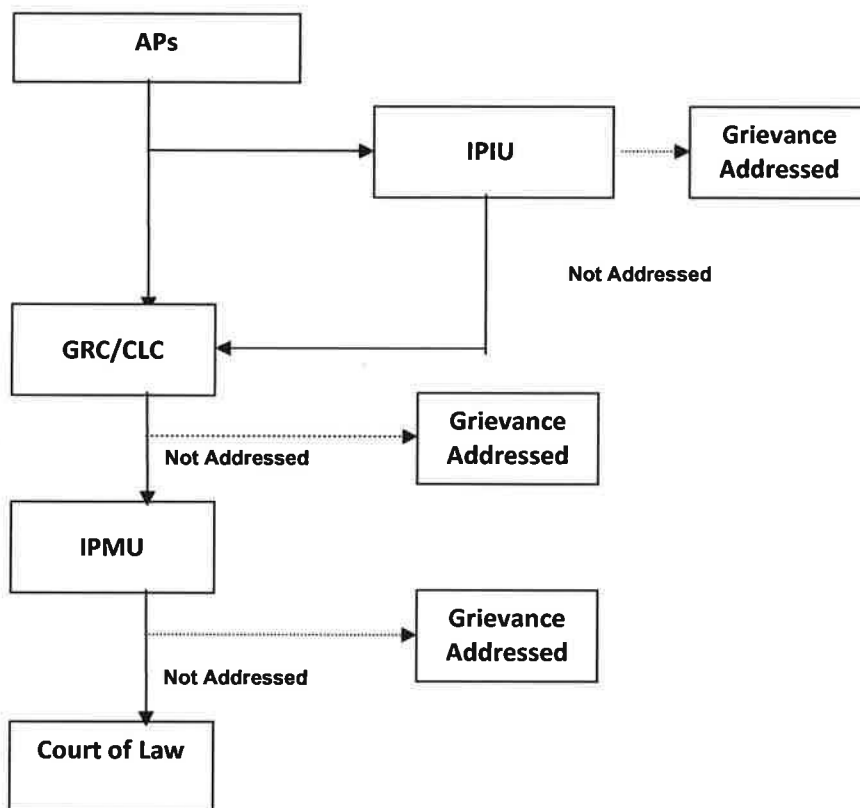 APs
IPIU
Grievance
Addressed
Not Addressed
GRC/CLC
Grievance
Addressed
Not Addressed
IPMU
Grievance
Addressed
Not Addressed
Court of Law